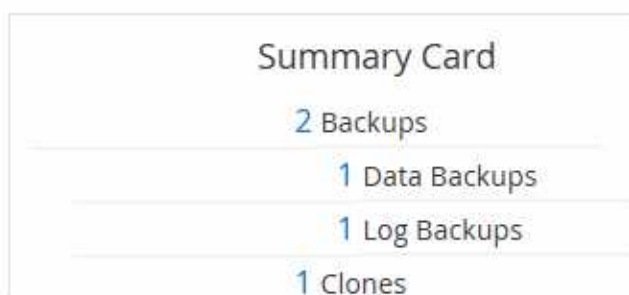 Summary Card
2 Backups
1 Data Backups
1 Log Backups
1 Clones